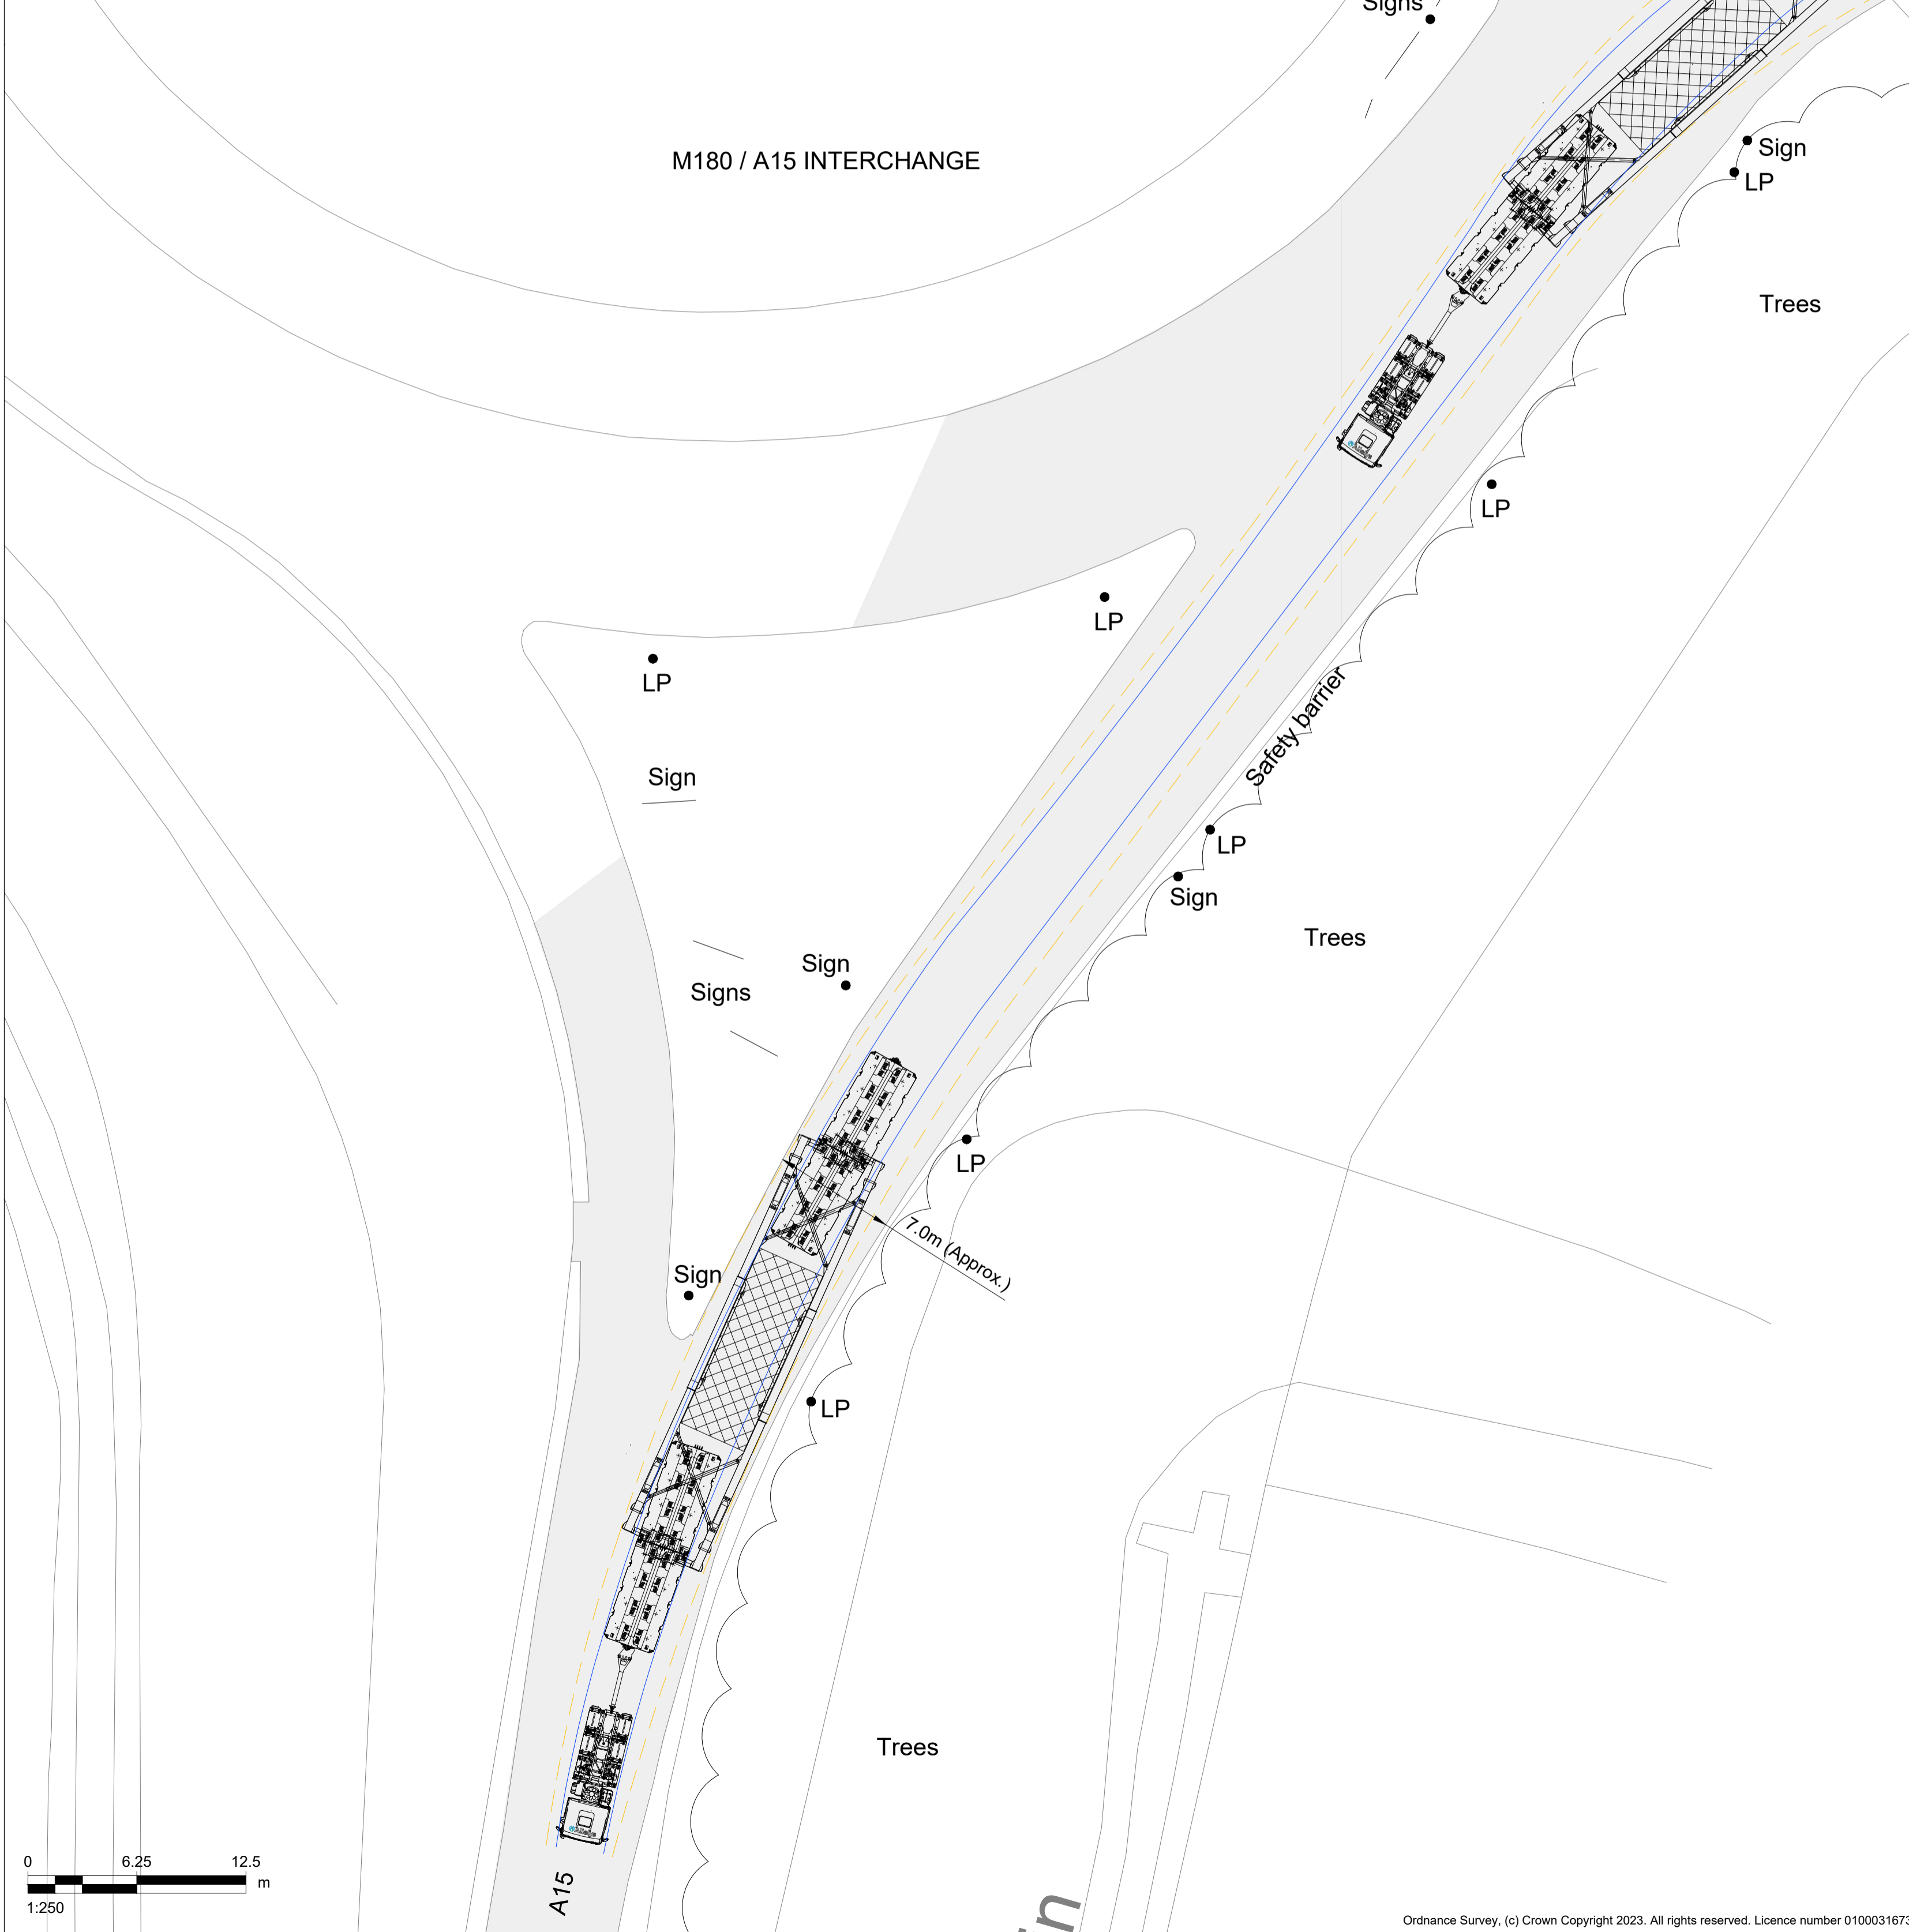 Signs
M180 / A15 INTERCHANGE
Sign
LP
Trees
LP
LP
LP
Safety barrier
Sign
LP
Sign
Trees
Sign
Signs
LP
7.0m (Approx.)
Sign
LP
Trees
0 6.25 12.5
m
1:250
A15
Ordnance Survey, (c) Crown Copyright 2023. All rights reserved. Licence number 0100031673